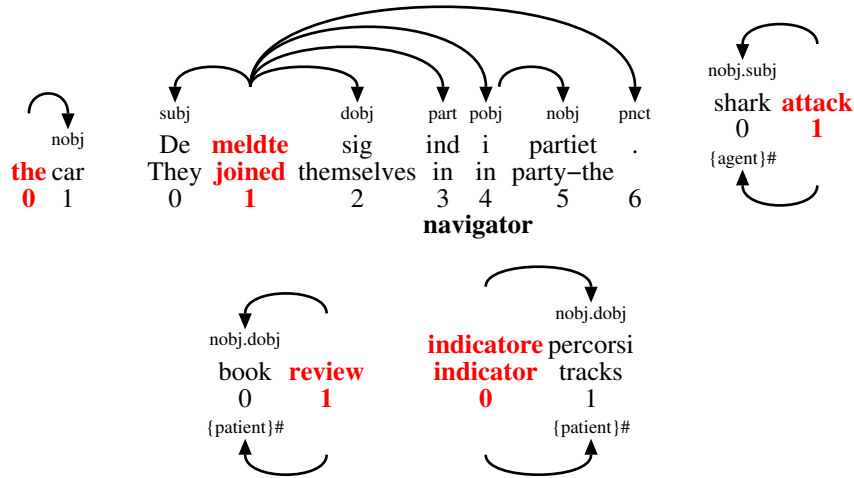 nobj
the car
0 1
subj dobj part pobj nobj pnct
De meldte sig ind i partiet .
They joined themselves in in party–the
0 1 2 3 4 5 6
navigator
nobj.subj
shark attack
0 1
{agent}#
nobj.dobj
book review
0 1
{patient}#
nobj.dobj
indicatore percorsi
indicator tracks
0 1
{patient}#